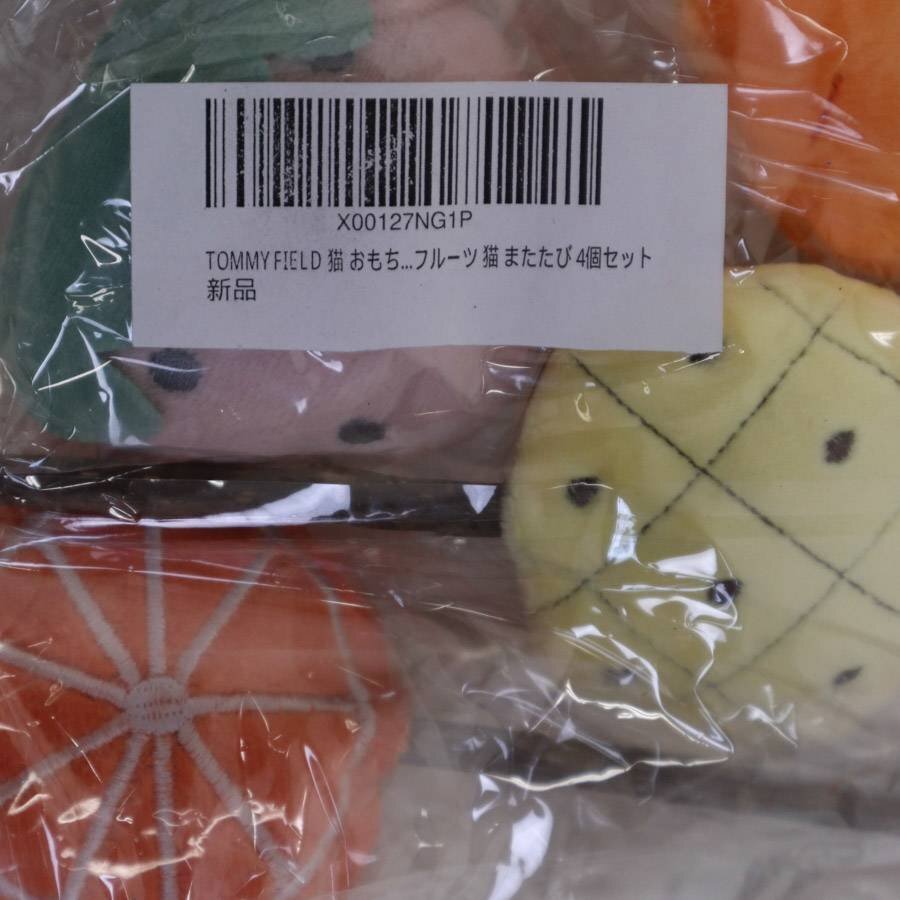 X00127NG1P
TOMMY FIELD 猫 おもち...フルーツ 猫 またたび 4個セット
新品